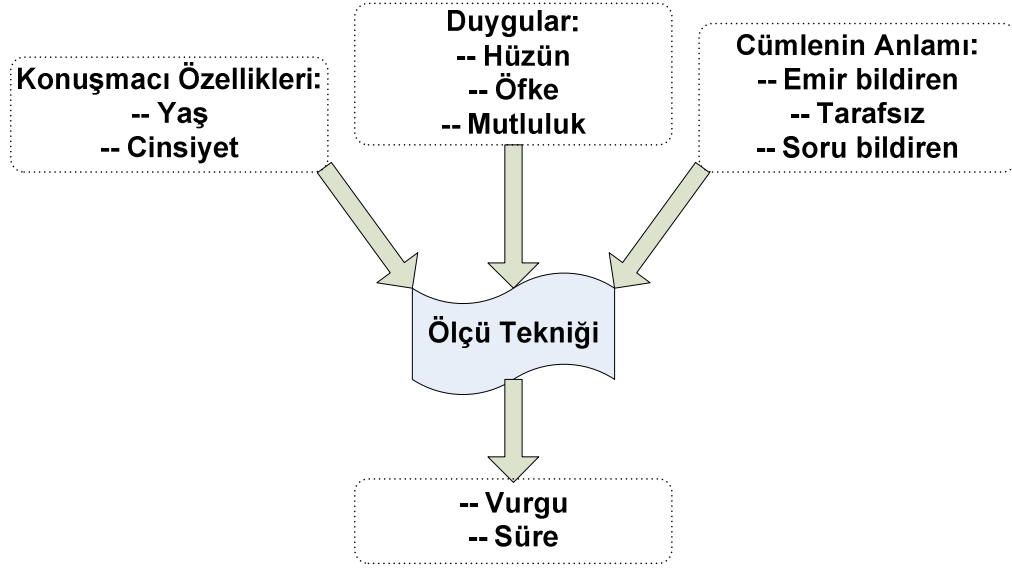 Konuşmacı Özellikleri:
-- Yaş
-- Cinsiyet
Duygular:
-- Hüzün
-- Öfke
-- Mutluluk
Cümlenin Anlamı:
-- Emir bildiren
-- Tarafsız
-- Soru bildiren
Ölçü Tekniği
-- Vurgu
-- Süre